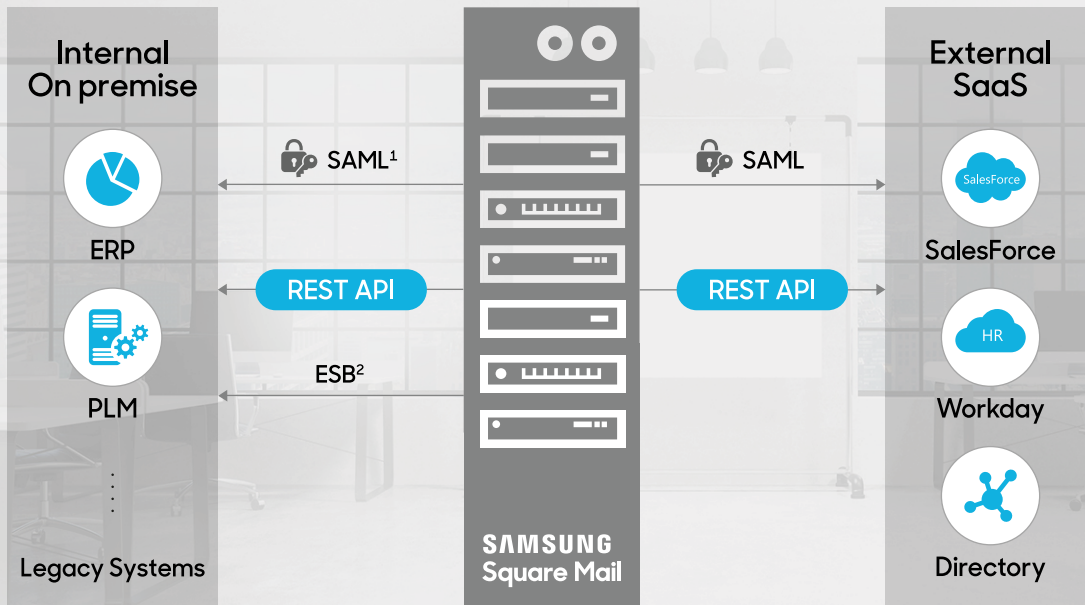 Internal
On premise
ERP
PLM
Legacy Systems
SAML¹
REST API
ESB²
SAMSUNG
Square Mail
SAML
REST API
External
SaaS
SalesForce
SalesForce
HR
Workday
Directory